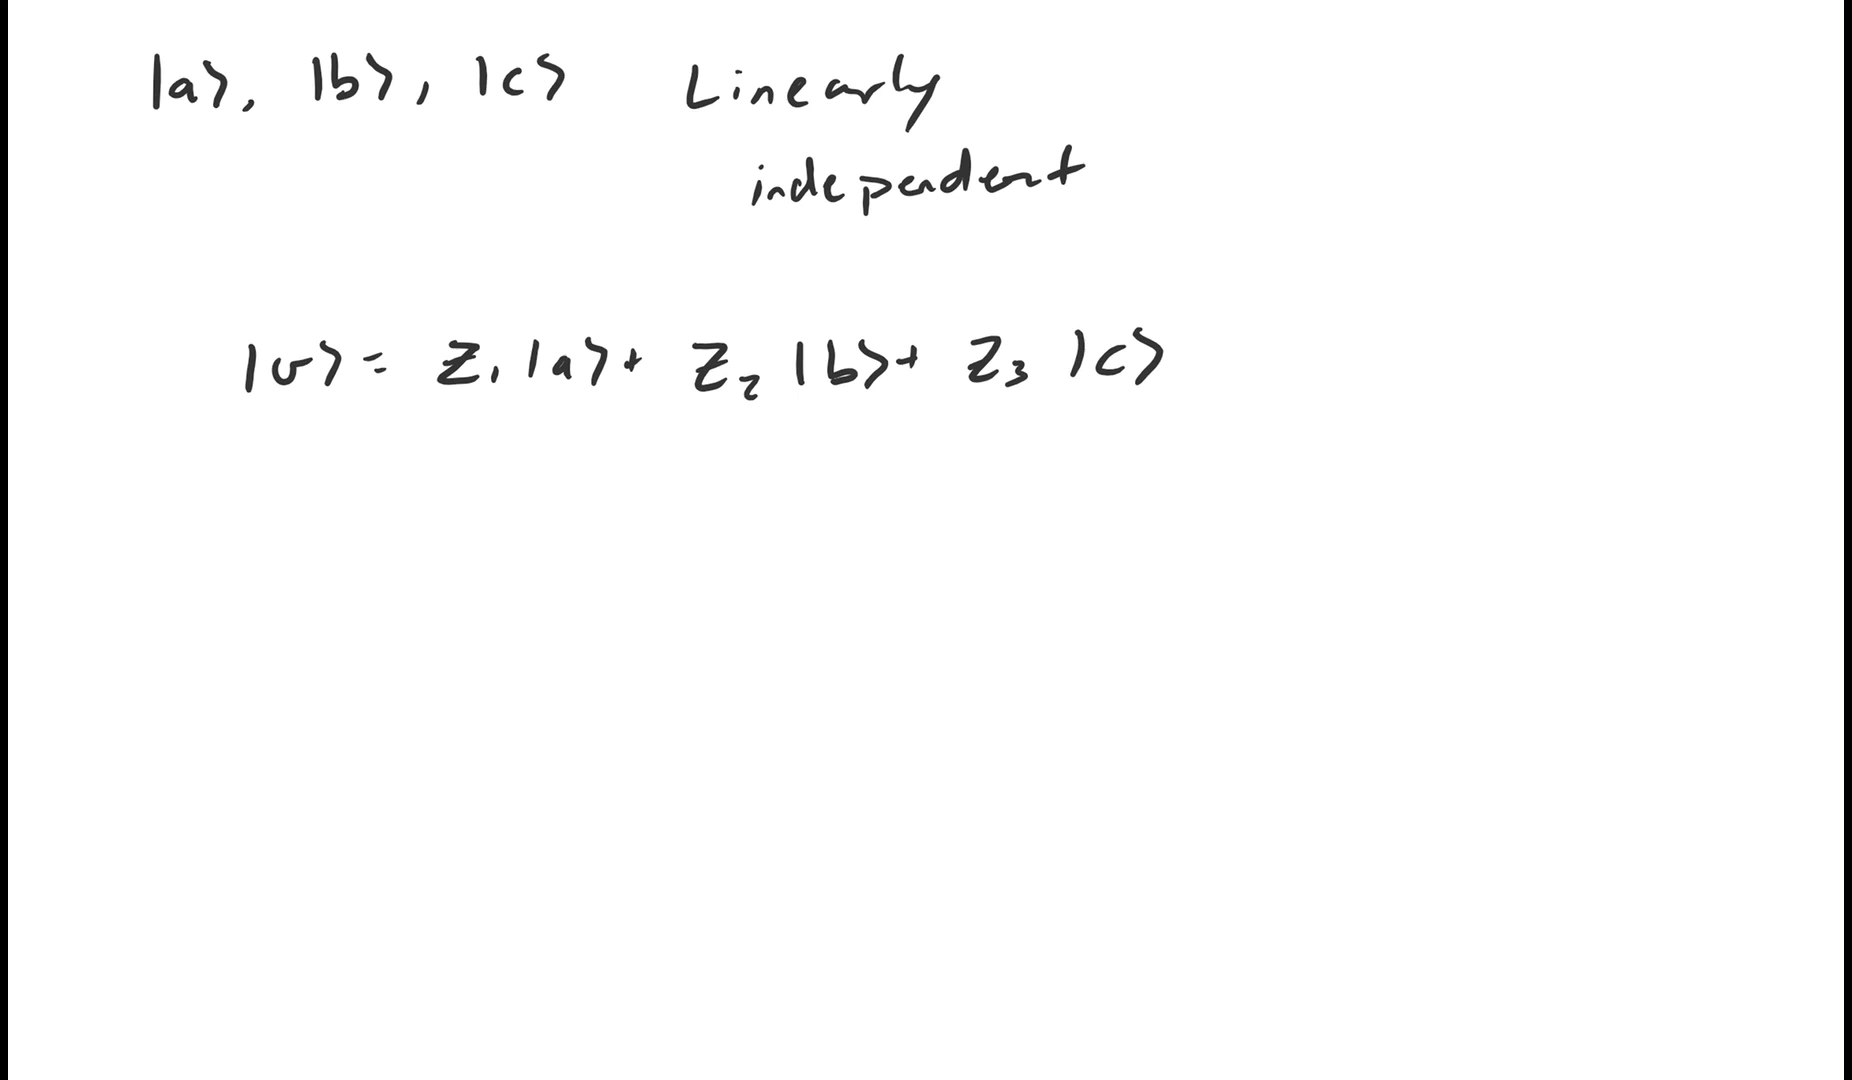 |a⟩, |b⟩, |c⟩ Linearly
independent
|v⟩ = z₁ |a⟩ + z₂ |b⟩ + z₃ |c⟩